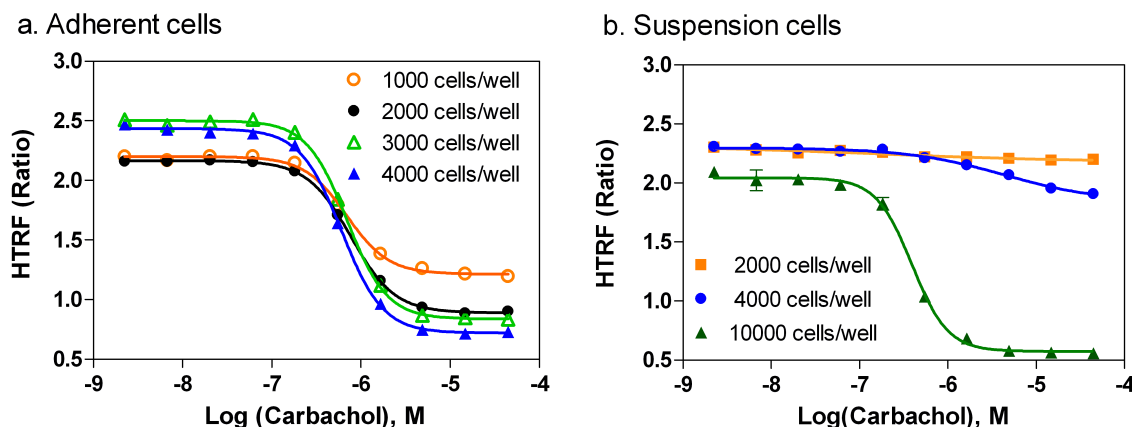 a. Adherent cells
3.0
2.5
2.0
1.5
1.0
0.5
HTRF (Ratio)
1000 cells/well
2000 cells/well
3000 cells/well
4000 cells/well
-9 -8 -7 -6 -5 -4
Log (Carbachol), M
b. Suspension cells
3.0
2.5
2.0
1.5
1.0
0.5
HTRF (Ratio)
2000 cells/well
4000 cells/well
10000 cells/well
-9 -8 -7 -6 -5 -4
Log(Carbachol), M